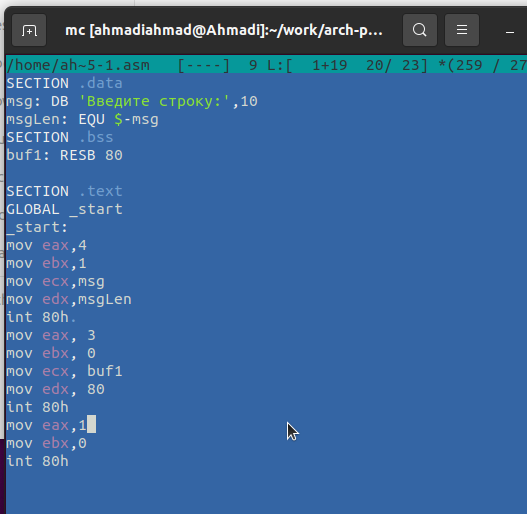 mc [ahmadiahmad@Ahmadi]:~/work/arch-p...
/home/ah~5-1.asm   [----]  9 L:[  1+19  20/ 23] *(259 / 27
SECTION .data
msg: DB 'Введите строку:',10
msgLen: EQU $-msg
SECTION .bss
buf1: RESB 80
SECTION .text
GLOBAL _start
_start:
mov eax,4
mov ebx,1
mov ecx,msg
mov edx,msgLen
int 80h.
mov eax, 3
mov ebx, 0
mov ecx, buf1
mov edx, 80
int 80h
mov eax,1
mov ebx,0
int 80h